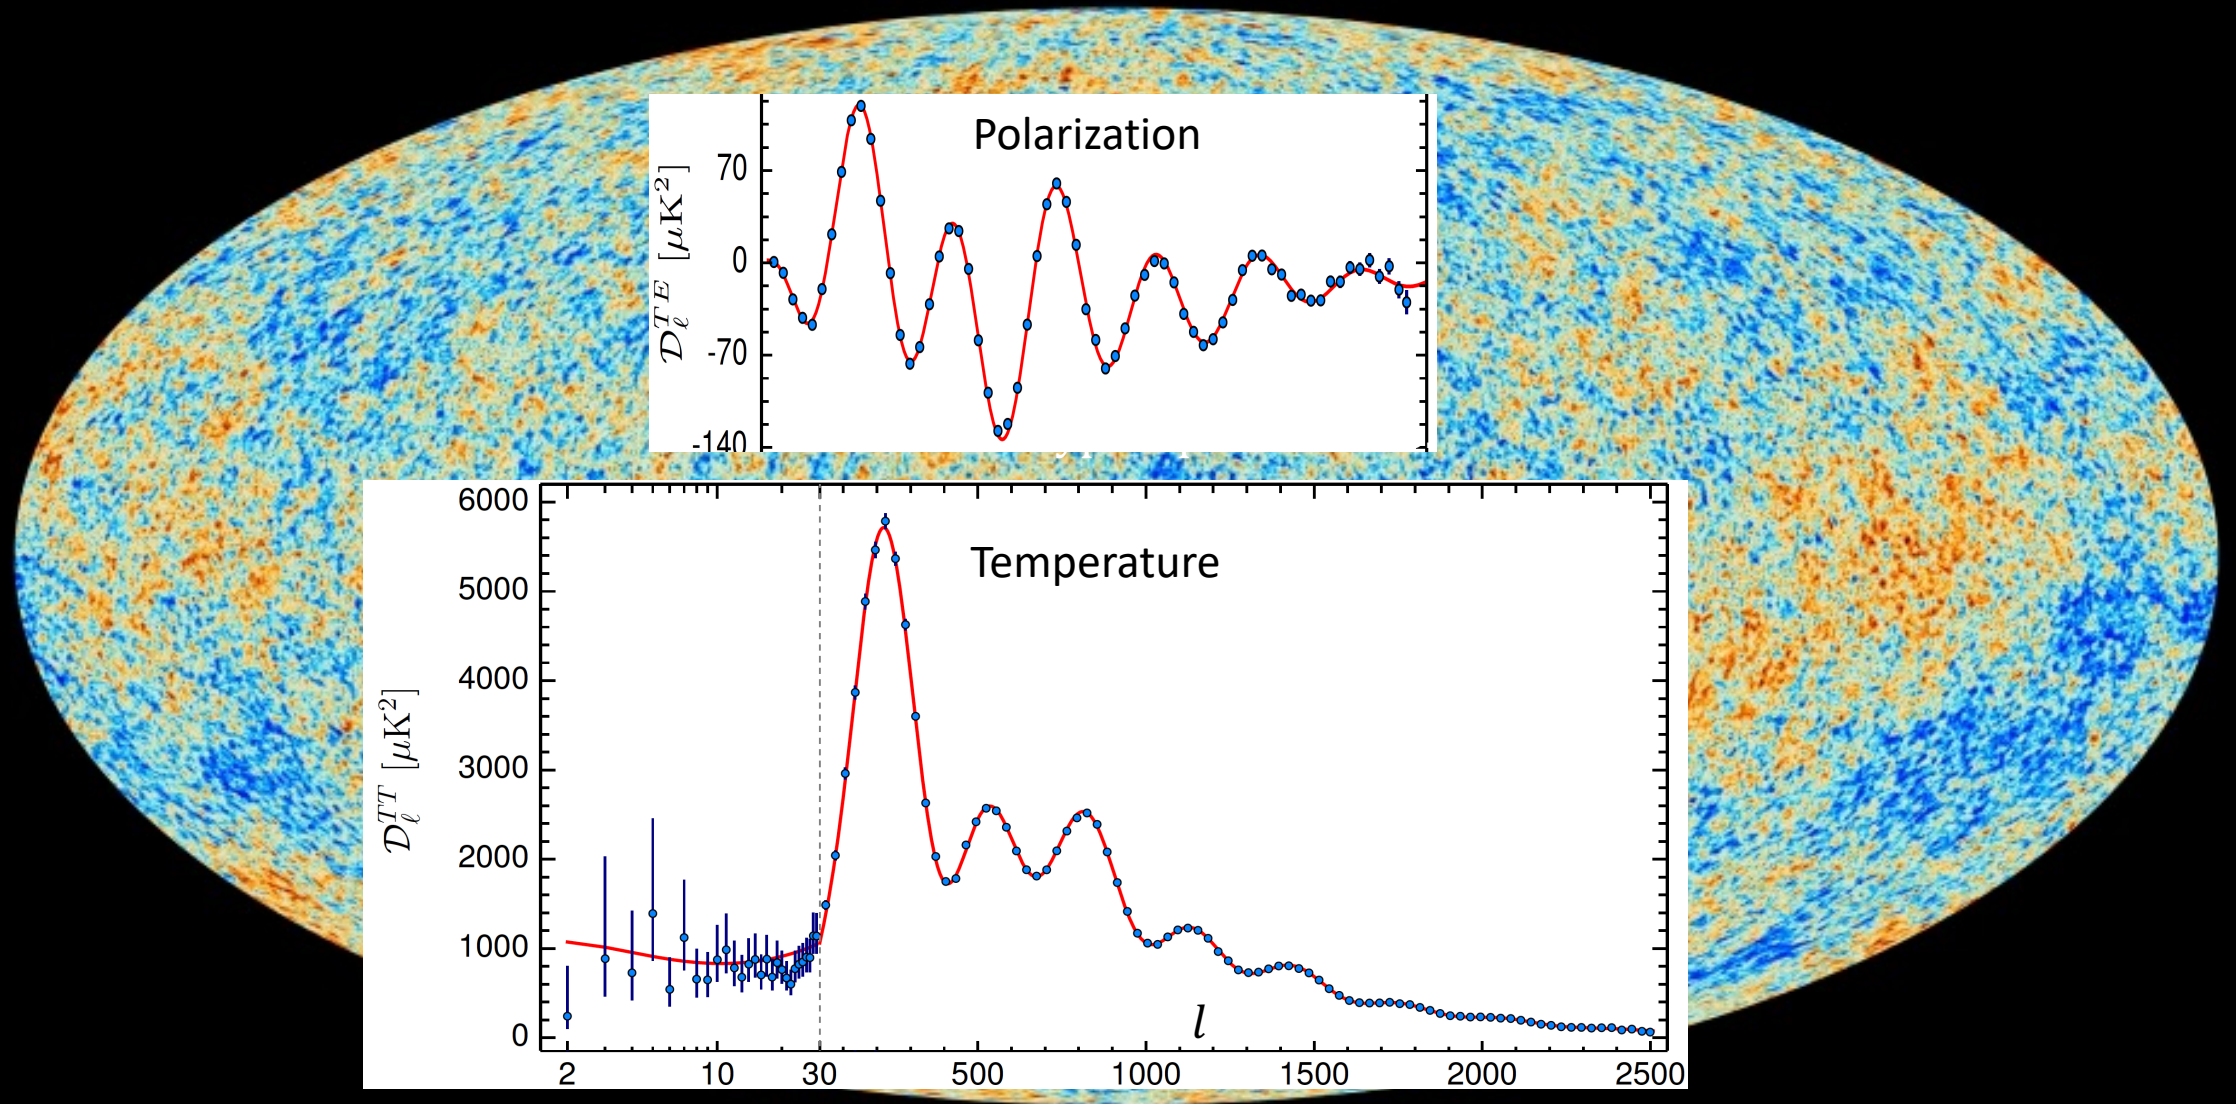 Polarization
70
0
-70
-140
𝒟_ℓ^{TE} [μK²]
6000
5000
4000
3000
2000
1000
0
Temperature
𝒟_ℓ^{TT} [μK²]
l
2 10 30 500 1000 1500 2000 2500